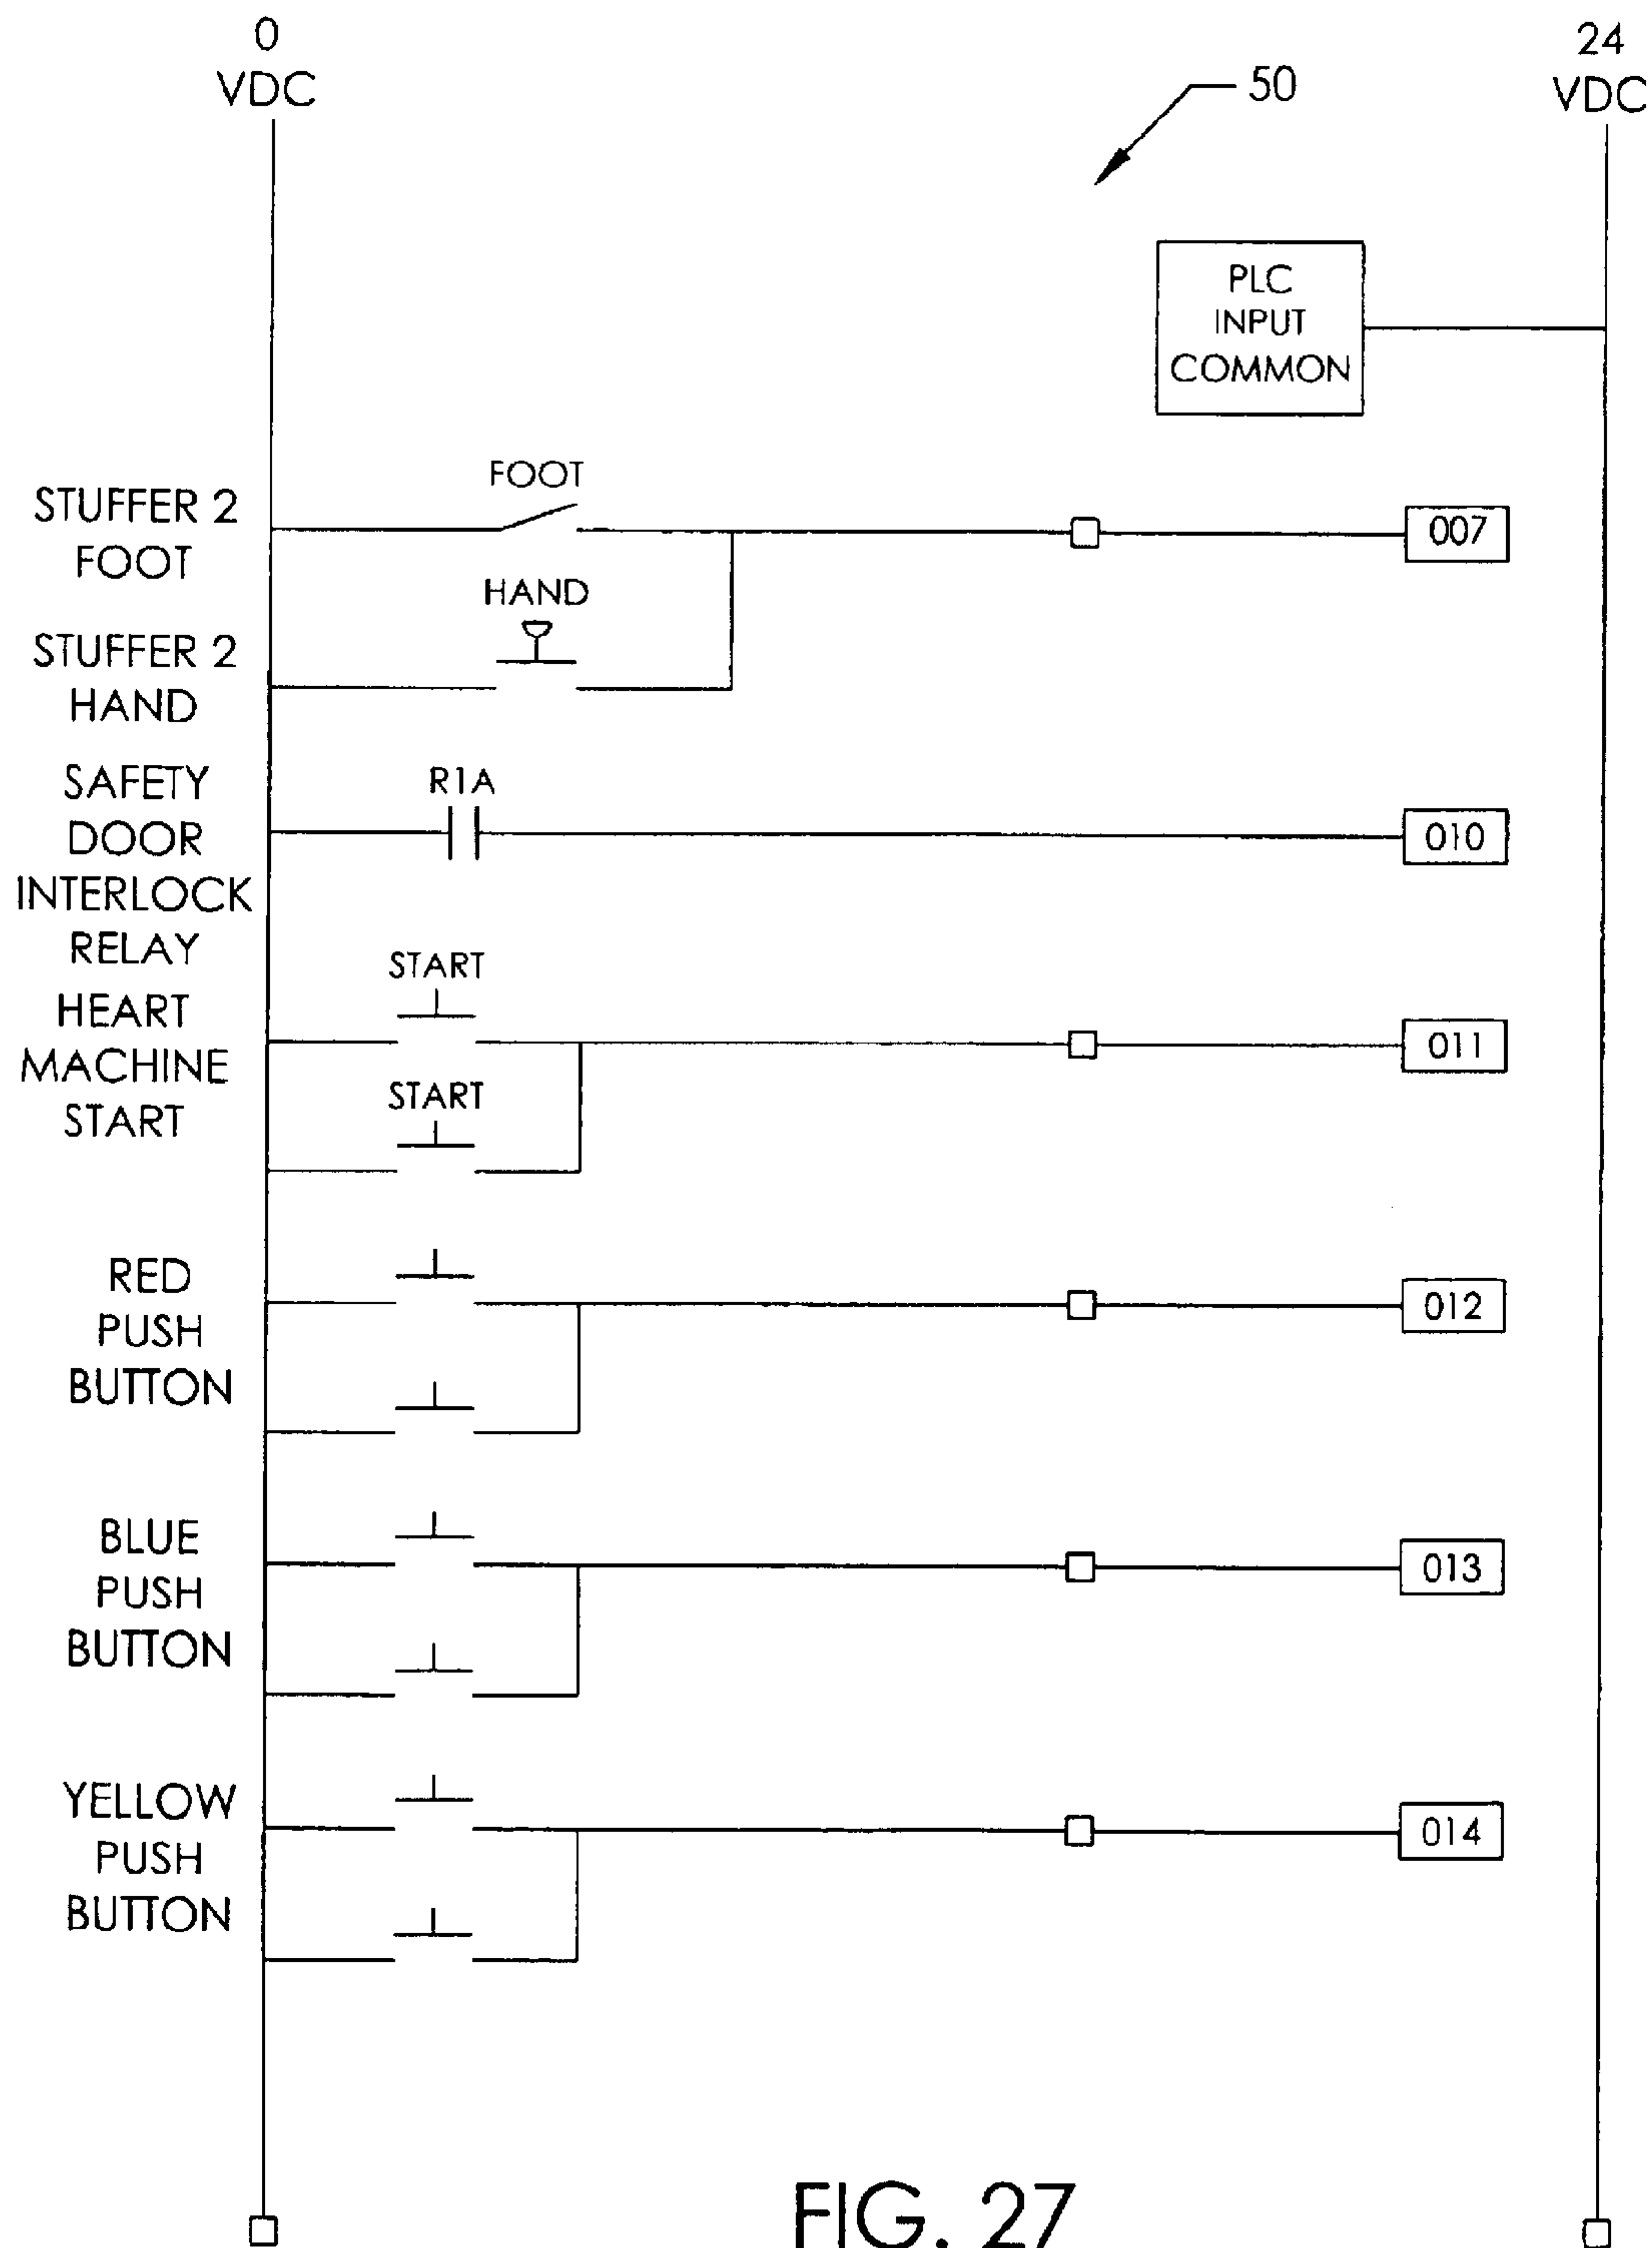 0
VDC
24
VDC
50
PLC
INPUT
COMMON
STUFFER 2
FOOT
FOOT
007
HAND
STUFFER 2
HAND
SAFETY
DOOR
INTERLOCK
RELAY
R1A
010
HEART
MACHINE
START
START
START
011
RED
PUSH
BUTTON
012
BLUE
PUSH
BUTTON
013
YELLOW
PUSH
BUTTON
014
FIG. 27